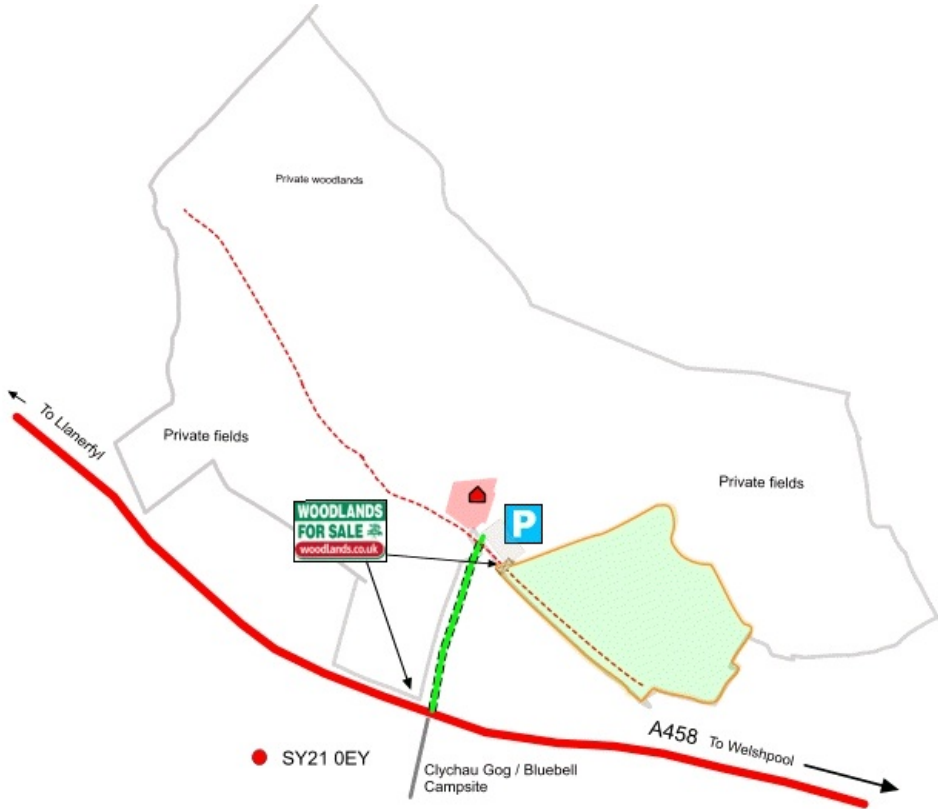 Private woodlands
To Llanerfyl
Private fields
Private fields
WOODLANDS
FOR SALE
woodlands.co.uk
P
A458 To Welshpool
SY21 0EY
Clychau Gog / Bluebell
Campsite